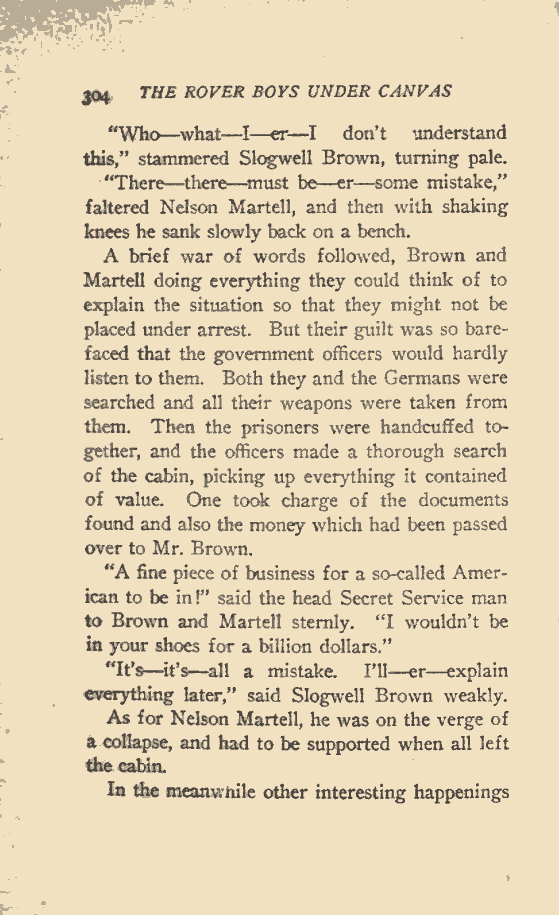 304 THE ROVER BOYS UNDER CANVAS
“Who—what—I—er—I don't understand
this,” stammered Slogwell Brown, turning pale.
“There—there—must be—er—some mistake,”
faltered Nelson Martell, and then with shaking
knees he sank slowly back on a bench.
A brief war of words followed, Brown and
Martell doing everything they could think of to
explain the situation so that they might not be
placed under arrest. But their guilt was so bare-
faced that the government officers would hardly
listen to them. Both they and the Germans were
searched and all their weapons were taken from
them. Then the prisoners were handcuffed to-
gether, and the officers made a thorough search
of the cabin, picking up everything it contained
of value. One took charge of the documents
found and also the money which had been passed
over to Mr. Brown.
“A fine piece of business for a so-called Amer-
ican to be in!” said the head Secret Service man
to Brown and Martell sternly. “I wouldn't be
in your shoes for a billion dollars.”
“It's—it's—all a mistake. I'll—er—explain
everything later,” said Slogwell Brown weakly.
As for Nelson Martell, he was on the verge of
a collapse, and had to be supported when all left
the cabin.
In the meanwhile other interesting happenings